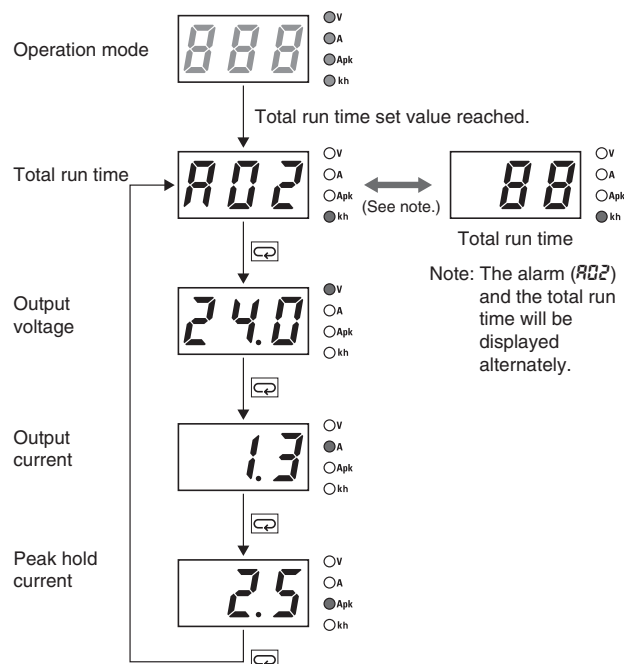 Operation mode
888
V
A
Apk
kh
Total run time set value reached.
Total run time
A02
V
A
Apk
kh
(See note.)
88
V
A
Apk
kh
Total run time
Note: The alarm (A02)
and the total run
time will be
displayed
alternately.
Output
voltage
24.0
V
A
Apk
kh
Output
current
1.3
V
A
Apk
kh
Peak hold
current
2.5
V
A
Apk
kh